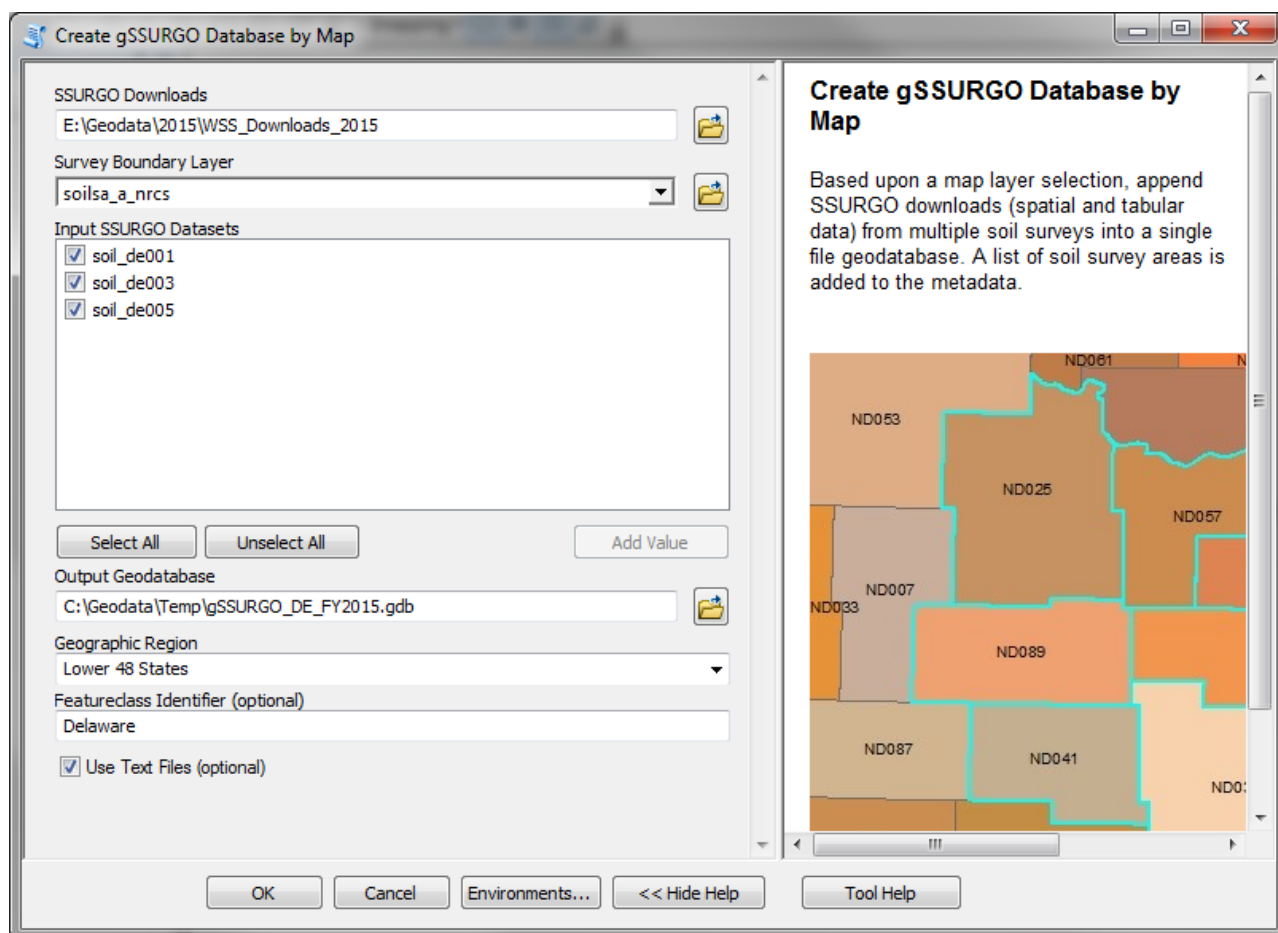 Create gSSURGO Database by Map
SSURGO Downloads
E:\Geodata\2015\WSS_Downloads_2015
Survey Boundary Layer
soilsa_a_nrcs
Input SSURGO Datasets
soil_de001
soil_de003
soil_de005
Select All
Unselect All
Add Value
Output Geodatabase
C:\Geodata\Temp\gSSURGO_DE_FY2015.gdb
Geographic Region
Lower 48 States
Featureclass Identifier (optional)
Delaware
Use Text Files (optional)
Create gSSURGO Database by
Map
Based upon a map layer selection, append
SSURGO downloads (spatial and tabular
data) from multiple soil surveys into a single
file geodatabase. A list of soil survey areas is
added to the metadata.
ND061
N
ND053
ND025
ND057
ND007
ND033
ND089
ND087
ND041
ND0
OK
Cancel
Environments...
<< Hide Help
Tool Help